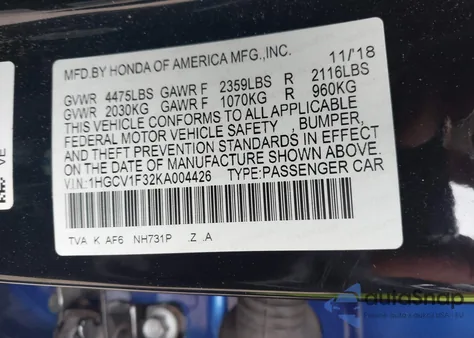 MFD.BY HONDA OF AMERICA MFG.,INC. 11/18
GVWR 4475LBS GAWR F 2359LBS R 2116LBS
GVWR 2030KG GAWR F 1070KG R 960KG
THIS VEHICLE CONFORMS TO ALL APPLICABLE
FEDERAL MOTOR VEHICLE SAFETY , BUMPER,
AND THEFT PREVENTION STANDARDS IN EFFECT
ON THE DATE OF MANUFACTURE SHOWN ABOVE.
V.I.N:1HGCV1F32KA004426 TYPE:PASSENGER CAR
TVA K AF6 NH731P .Z .A
VE
autoSnap